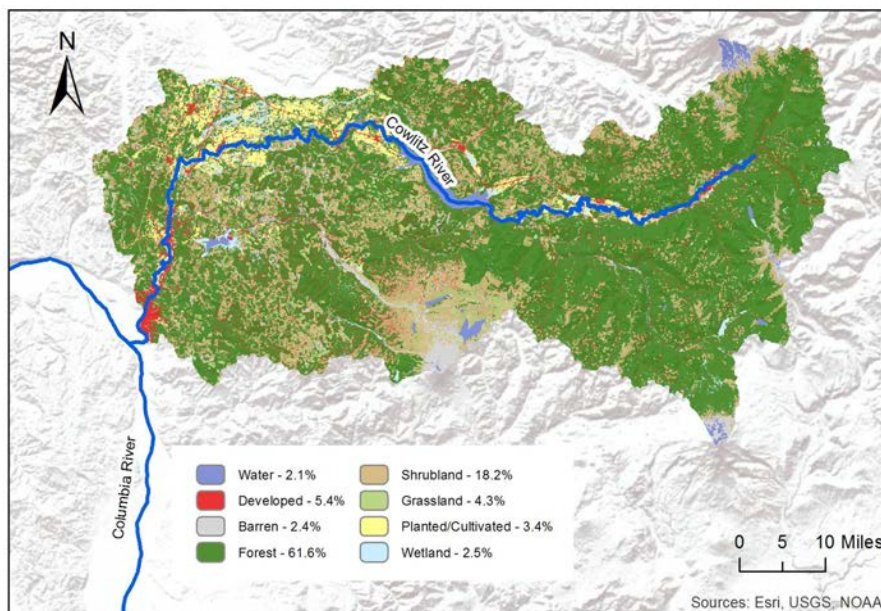 N
Cowlitz River
Columbia River
Water - 2.1%
Developed - 5.4%
Barren - 2.4%
Forest - 61.6%
Shrubland - 18.2%
Grassland - 4.3%
Planted/Cultivated - 3.4%
Wetland - 2.5%
0 5 10 Miles
Sources: Esri, USGS, NOAA